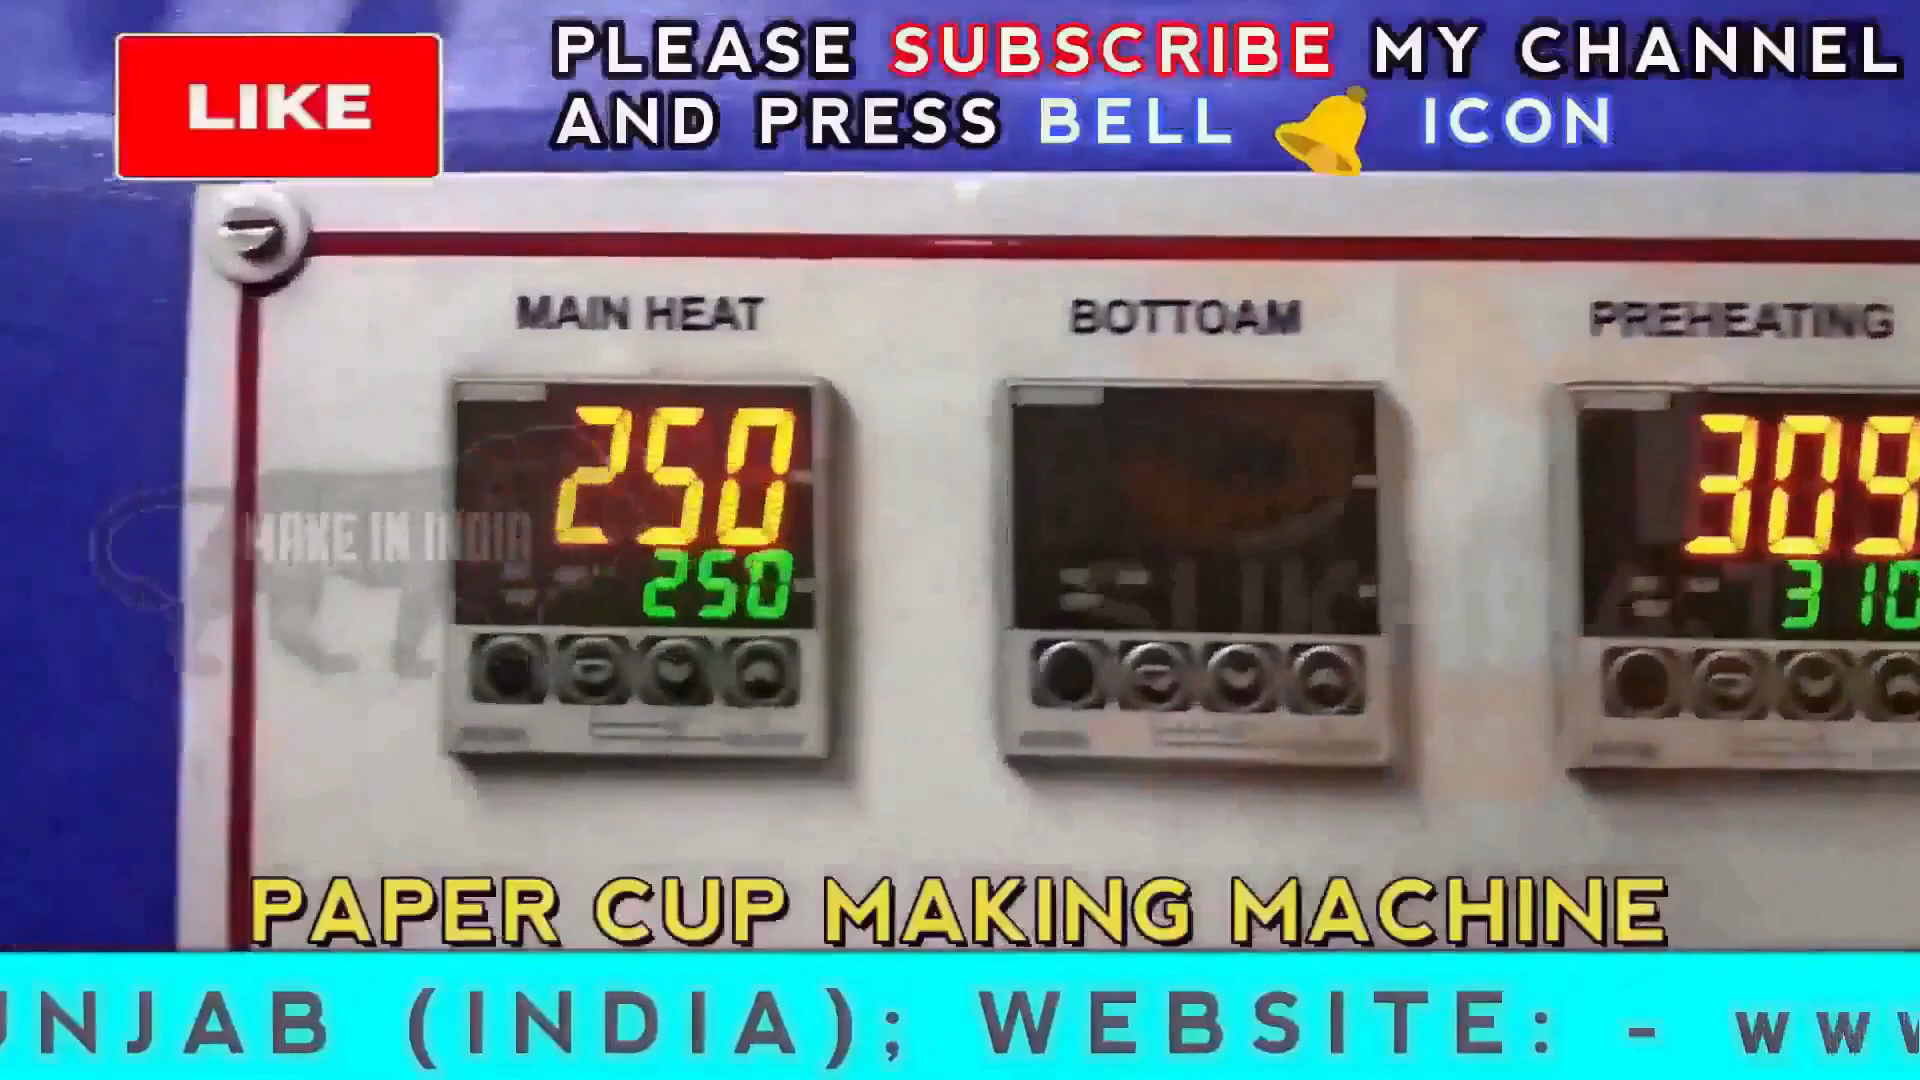 LIKE
PLEASE SUBSCRIBE MY CHANNEL
AND PRESS BELL ICON
MAIN HEAT
BOTTOAM
PREHEATING
250
250
309
310
MAKE IN INDIA
PAPER CUP MAKING MACHINE
UNJAB (INDIA); WEBSITE: - ww